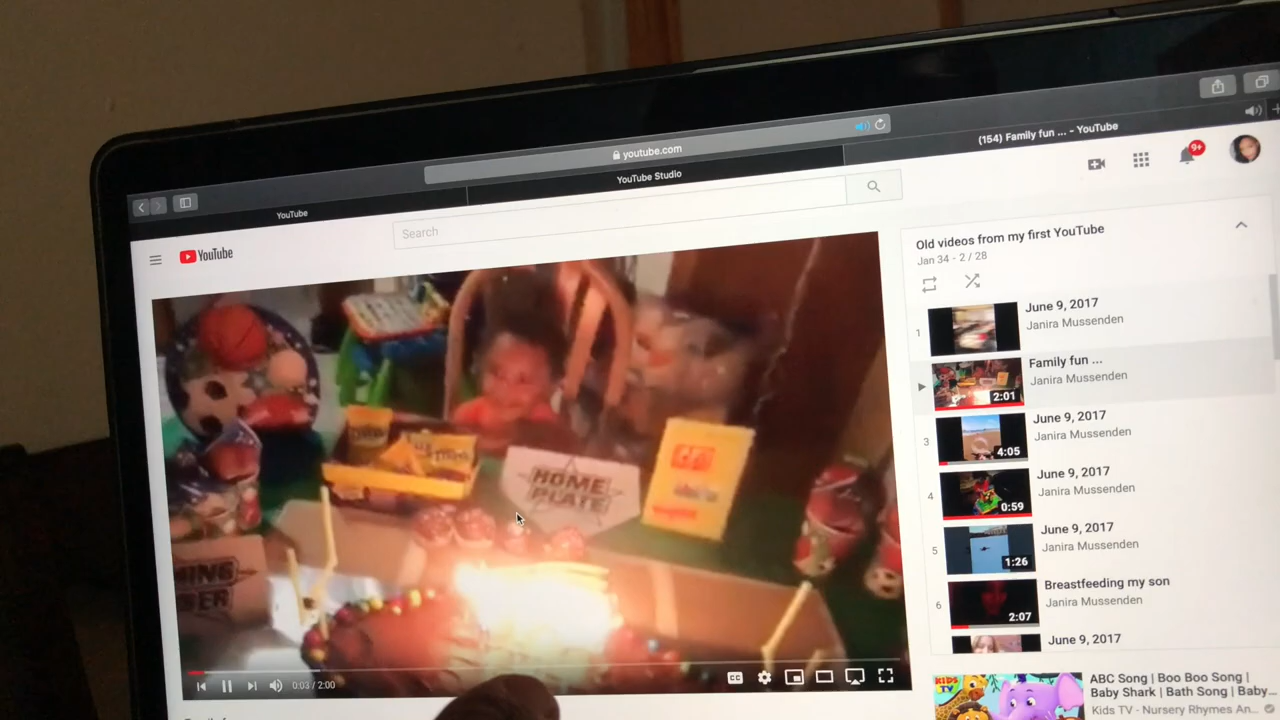 youtube.com
(154) Family fun ... - YouTube
YouTube Studio
YouTube
9+
YouTube
Search
Old videos from my first YouTube
Jan 34 - 2 / 28
1
June 9, 2017
Janira Mussenden
Family fun ...
Janira Mussenden
2:01
3
June 9, 2017
Janira Mussenden
4:05
4
June 9, 2017
Janira Mussenden
0:59
5
June 9, 2017
Janira Mussenden
1:26
6
Breastfeeding my son
Janira Mussenden
2:07
June 9, 2017
HOME
PLATE
0:03 / 2:00
CC
KIDS
TV
ABC Song | Boo Boo Song |
Baby Shark | Bath Song | Baby...
Kids TV - Nursery Rhymes An...